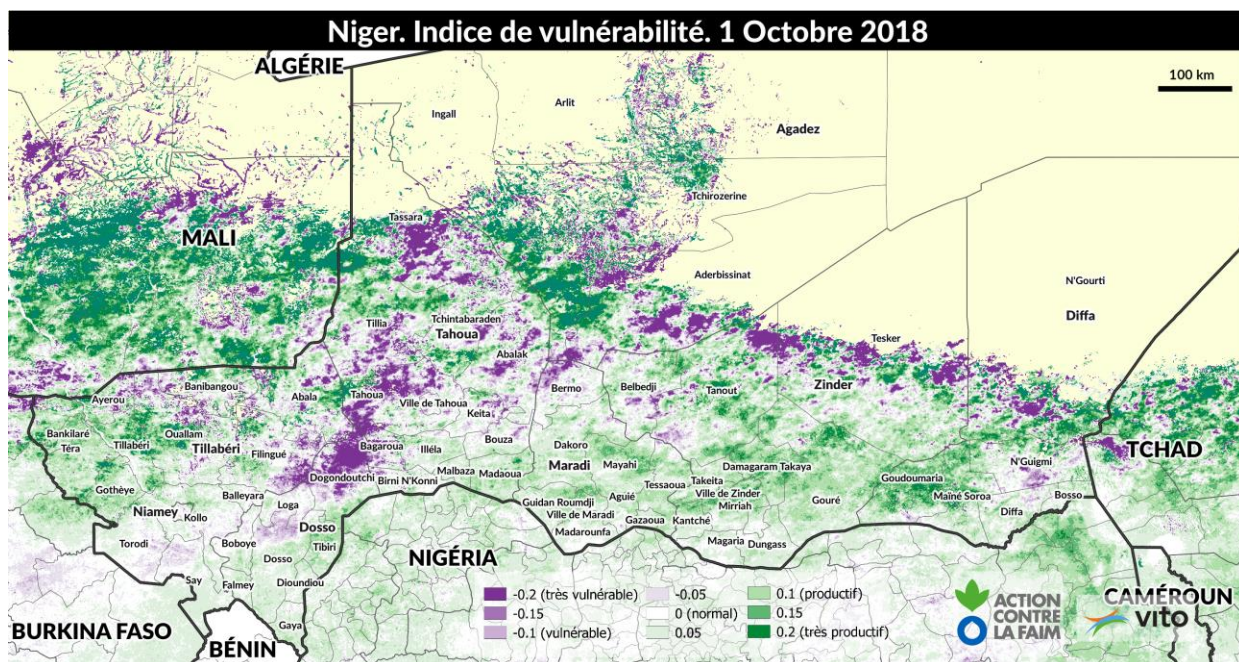 Niger. Indice de vulnérabilité. 1 Octobre 2018
ALGÉRIE
100 km
Ingall
Arlit
Agadez
Tchirozerine
Tassara
MALI
Aderbissinat
N'Gourti
Diffa
Tillia
Tchintabaraden
Tahoua
Tesker
Abalak
Banibangou
Abala
Tahoua
Ville de Tahoua
Bermo
Belbedji
Tanout
Zinder
Ayerou
Keita
Bankilaré
Tillabéri
Ouallam
Téra
Tillabéri
Filingué
Bagaroua
Illéla
Bouza
Dakoro
TCHAD
Maradi
Mayahi
Damagaram Takaya
N'Guigmi
Dogondoutchi
Birni N'Konni
Malbaza
Madaoua
Tessaoua
Takeita
Goudoumaria
Gothèye
Balleyara
Loga
Guidan Roumdji
Aguié
Ville de Zinder
Mirriah
Gouré
Maîné Soroa
Bosso
Niamey
Kollo
Ville de Maradi
Gazaoua
Kantché
Diffa
Dosso
Torodi
Boboye
Tibiri
Madarounfa
Magaria
Dungass
Dosso
NIGÉRIA
Say
Falmey
Dioundiou
Gaya
BURKINA FASO
BÉNIN
-0.2 (très vulnérable)
-0.15
-0.1 (vulnérable)
-0.05
0 (normal)
0.05
0.1 (productif)
0.15
0.2 (très productif)
ACTION
CONTRE
LA FAIM
CAMÉROUN
vito